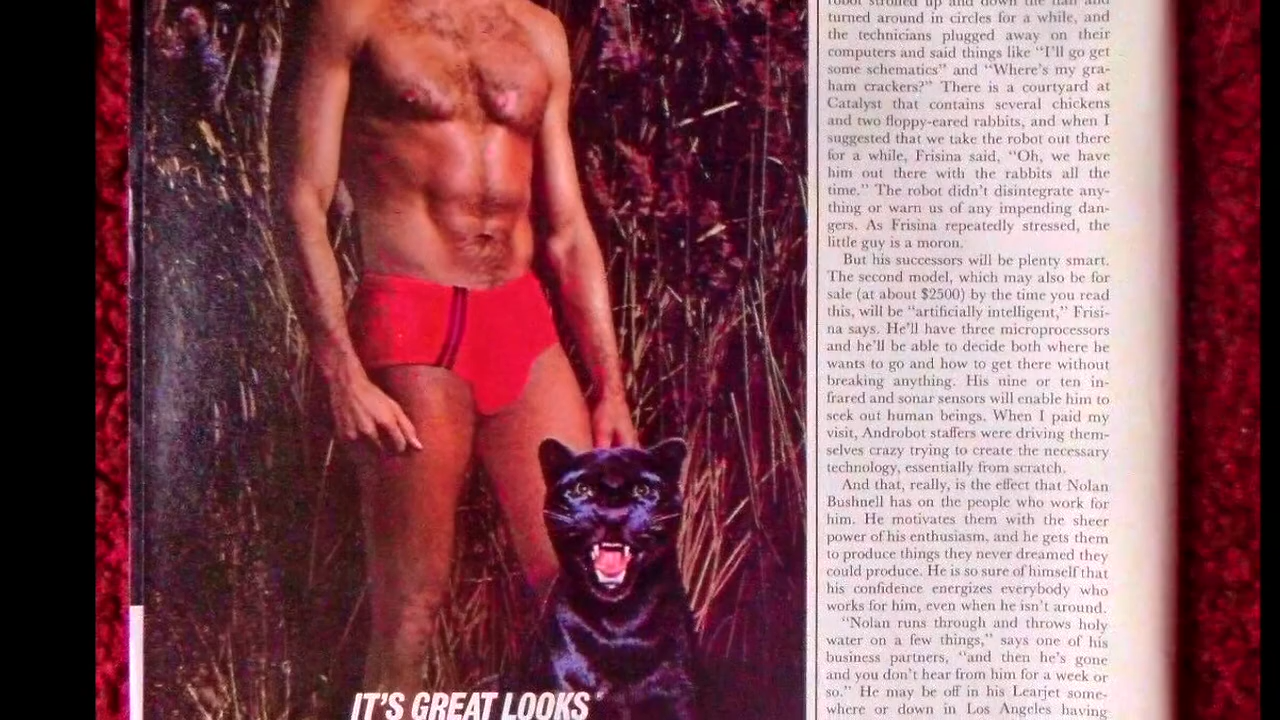 robot strolled up and down the hall and
turned around in circles for a while, and
the technicians plugged away on their
computers and said things like "I'll go get
some schematics" and "Where's my gra-
ham crackers?" There is a courtyard at
Catalyst that contains several chickens
and two floppy-eared rabbits, and when I
suggested that we take the robot out there
for a while, Frisina said, "Oh, we have
him out there with the rabbits all the
time." The robot didn't disintegrate any-
thing or warn us of any impending dan-
gers. As Frisina repeatedly stressed, the
little guy is a moron.
But his successors will be plenty smart.
The second model, which may also be for
sale (at about $2500) by the time you read
this, will be "artificially intelligent," Frisi-
na says. He'll have three microprocessors
and he'll be able to decide both where he
wants to go and how to get there without
breaking anything. His nine or ten in-
frared and sonar sensors will enable him to
seek out human beings. When I paid my
visit, Androbot staffers were driving them-
selves crazy trying to create the necessary
technology, essentially from scratch.
And that, really, is the effect that Nolan
Bushnell has on the people who work for
him. He motivates them with the sheer
power of his enthusiasm, and he gets them
to produce things they never dreamed they
could produce. He is so sure of himself that
his confidence energizes everybody who
works for him, even when he isn't around.
"Nolan runs through and throws holy
water on a few things," says one of his
business partners, "and then he's gone
and you don't hear from him for a week or
so." He may be off in his Learjet some-
where or down in Los Angeles having
IT'S GREAT LOOKS